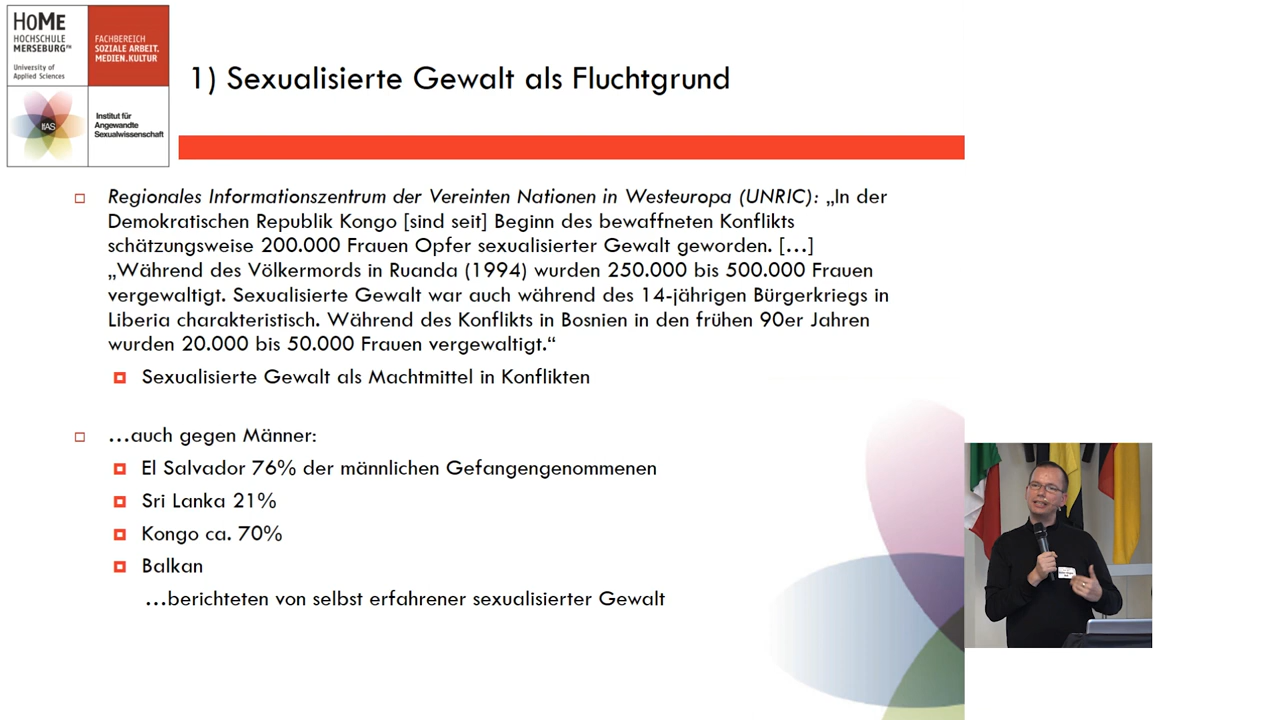 HoMe
HOCHSCHULE
MERSEBURG
University of
Applied Sciences
FACHBEREICH
SOZIALE ARBEIT.
MEDIEN.KULTUR
IIAS
Institut für
Angewandte
Sexualwissenschaft
1) Sexualisierte Gewalt als Fluchtgrund
Regionales Informationszentrum der Vereinten Nationen in Westeuropa (UNRIC): „In der
Demokratischen Republik Kongo [sind seit] Beginn des bewaffneten Konflikts
schätzungsweise 200.000 Frauen Opfer sexualisierter Gewalt geworden. […]
„Während des Völkermords in Ruanda (1994) wurden 250.000 bis 500.000 Frauen
vergewaltigt. Sexualisierte Gewalt war auch während des 14-jährigen Bürgerkriegs in
Liberia charakteristisch. Während des Konflikts in Bosnien in den frühen 90er Jahren
wurden 20.000 bis 50.000 Frauen vergewaltigt.“
Sexualisierte Gewalt als Machtmittel in Konflikten
…auch gegen Männer:
El Salvador 76% der männlichen Gefangengenommenen
Sri Lanka 21%
Kongo ca. 70%
Balkan
…berichteten von selbst erfahrener sexualisierter Gewalt